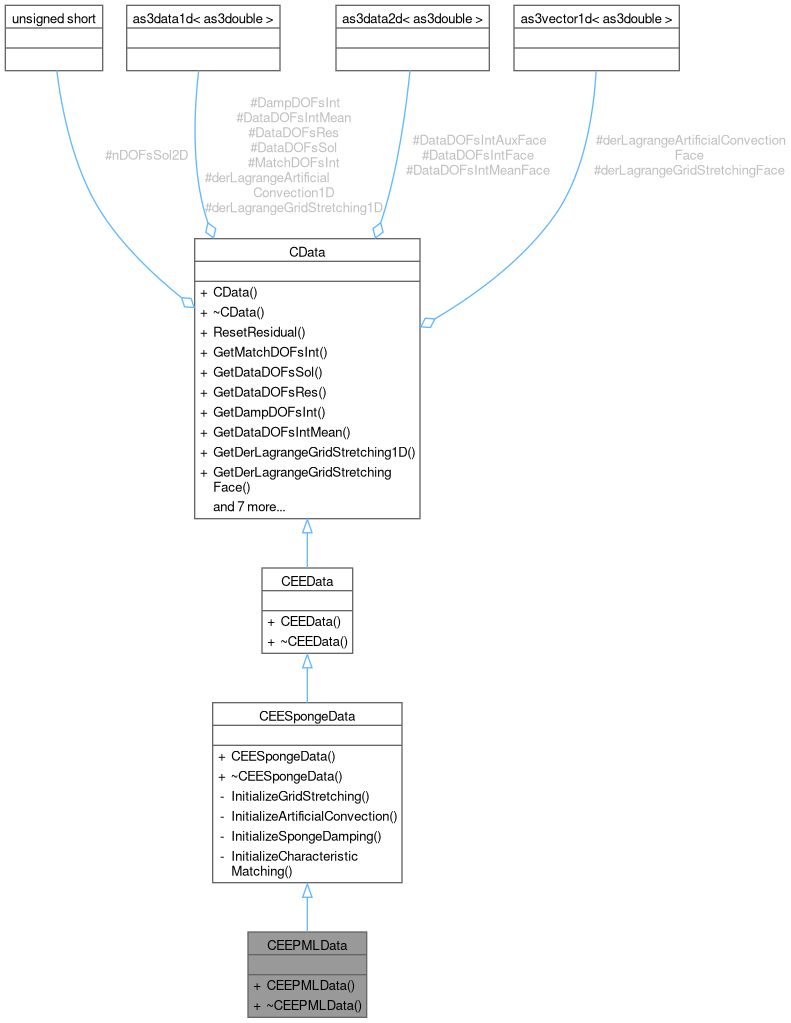 unsigned short
as3data1d< as3double >
as3data2d< as3double >
as3vector1d< as3double >
#nDOFsSol2D
#DampDOFsInt
#DataDOFsIntMean
#DataDOFsRes
#DataDOFsSol
#MatchDOFsInt
#derLagrangeArtificial
Convection1D
#derLagrangeGridStretching1D
#DataDOFsIntAuxFace
#DataDOFsIntFace
#DataDOFsIntMeanFace
#derLagrangeArtificialConvection
Face
#derLagrangeGridStretchingFace
CData
+ CData()
+ ~CData()
+ ResetResidual()
+ GetMatchDOFsInt()
+ GetDataDOFsSol()
+ GetDataDOFsRes()
+ GetDampDOFsInt()
+ GetDataDOFsIntMean()
+ GetDerLagrangeGridStretching1D()
+ GetDerLagrangeGridStretching
Face()
and 7 more...
CEEData
+ CEEData()
+ ~CEEData()
CEESpongeData
+ CEESpongeData()
+ ~CEESpongeData()
- InitializeGridStretching()
- InitializeArtificialConvection()
- InitializeSpongeDamping()
- InitializeCharacteristic
Matching()
CEEPMLData
+ CEEPMLData()
+ ~CEEPMLData()